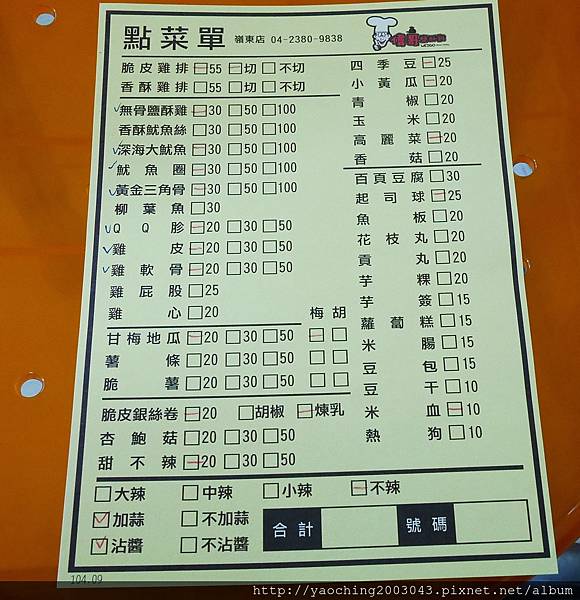 點菜單 嶺東店 04-2380-9838
脆皮雞排 55 切 不切
香酥雞排 55 切 不切
無骨鹽酥雞 30 50 100
香酥魷魚絲 30 50 100
深海大魷魚 30 50 100
魷魚圈 30 50 100
黃金三角骨 30 50 100
柳葉魚 30
QQ胗 20 30 50
雞皮 20 30 50
雞軟骨 20 30 50
雞屁股 25
雞心 20
梅 胡
甘梅地瓜 20 30 50
薯條 20 30 50
脆薯 20 30 50
脆皮銀絲卷 20 胡椒 煉乳
杏鮑菇 20 30 50
甜不辣 20 30 50
四季豆 25
小黃瓜 20
青椒 20
玉米 20
高麗菜 20
香菇 20
百頁豆腐 30
起司球 25
魚板 20
花枝丸 20
貢丸 20
芋粿 20
芋簽 15
蘿蔔糕 15
米腸 15
豆包 15
豆干 10
米血 10
熱狗 10
大辣 中辣 小辣 不辣
加蒜 不加蒜
沾醬 不沾醬
合計 號碼
104.09
http://yaoching2003043.pixnet.net/album